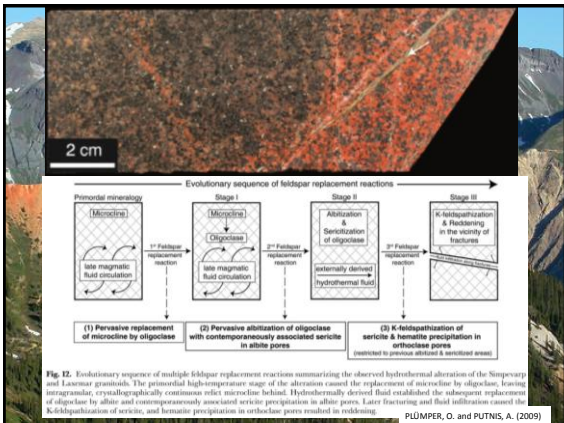 2 cm
Evolutionary sequence of feldspar replacement reactions
Primordial mineralogy
Stage I
Stage II
Stage III
Microcline
late magmatic
fluid circulation
1st Feldspar
replacement
reaction
Microcline
Oligoclase
late magmatic
fluid circulation
2nd Feldspar
replacement
reaction
Albitization
&
Sericitization
of oligoclase
externally derived
hydrothermal fluid
3rd Feldspar
replacement
reaction
K-feldspathization
& Reddening
in the vicinity of
fractures
fluid infiltration along fractures
(1) Pervasive replacement
of microcline by oligoclase
(2) Pervasive albitization of oligoclase
with contemporaneously associated sericite
in albite pores
(3) K-feldspathization of
sericite & hematite precipitation in
orthoclase pores
(restricted to previous albitized & sericitized areas)
Fig. 12. Evolutionary sequence of multiple feldspar replacement reactions summarizing the observed hydrothermal alteration of the Simpevarp
and Laxemar granitoids. The primordial high-temperature stage of the alteration caused the replacement of microcline by oligoclase, leaving
intragranular, crystallographically continuous relict microcline behind. Hydrothermally derived fluid established the subsequent replacement
of oligoclase by albite and contemporaneously associated sericite precipitation in albite pores. Later fracturing and fluid infiltration caused the
K-feldspathization of sericite, and hematite precipitation in orthoclase pores resulted in reddening.
PLÜMPER, O. and PUTNIS, A. (2009)